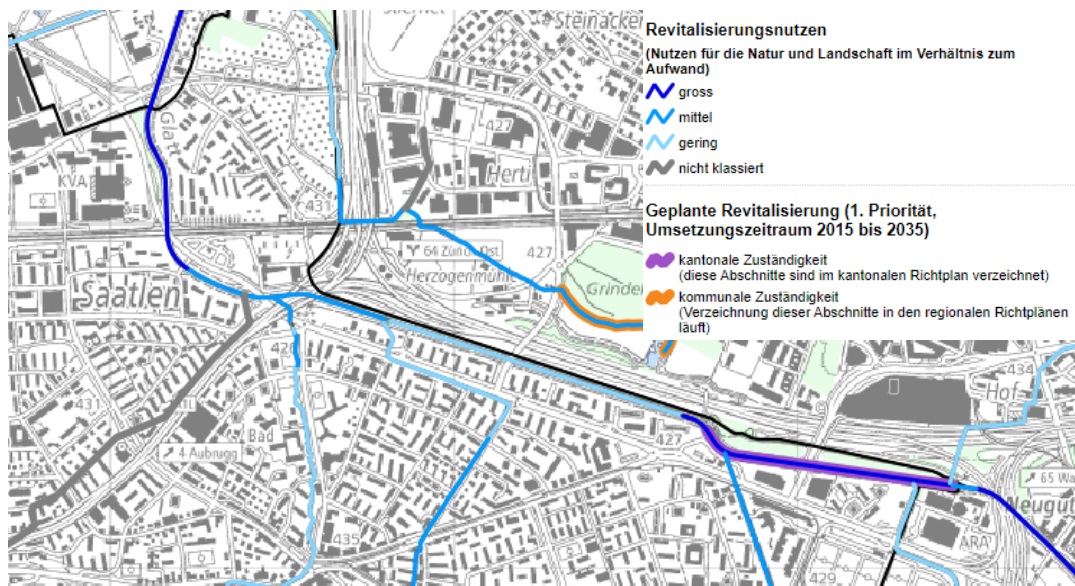 Steinacker
Revitalisierungsnutzen
(Nutzen für die Natur und Landschaft im Verhältnis zum
Aufwand)
gross
mittel
gering
nicht klassiert
Geplante Revitalisierung (1. Priorität,
Umsetzungszeitraum 2015 bis 2035)
kantonale Zuständigkeit
(diese Abschnitte sind im kantonalen Richtplan verzeichnet)
kommunale Zuständigkeit
(Verzeichnung dieser Abschnitte in den regionalen Richtplänen
läuft)
Glatt
427
Herti
KVA
431
64 Zürich-Ost
427
Herzogenmühle
Grindel
Saatlen
426
434
Hof
431
Bad
427
4 Aubrugg
65 Wa
Neugut
435
ARA
429